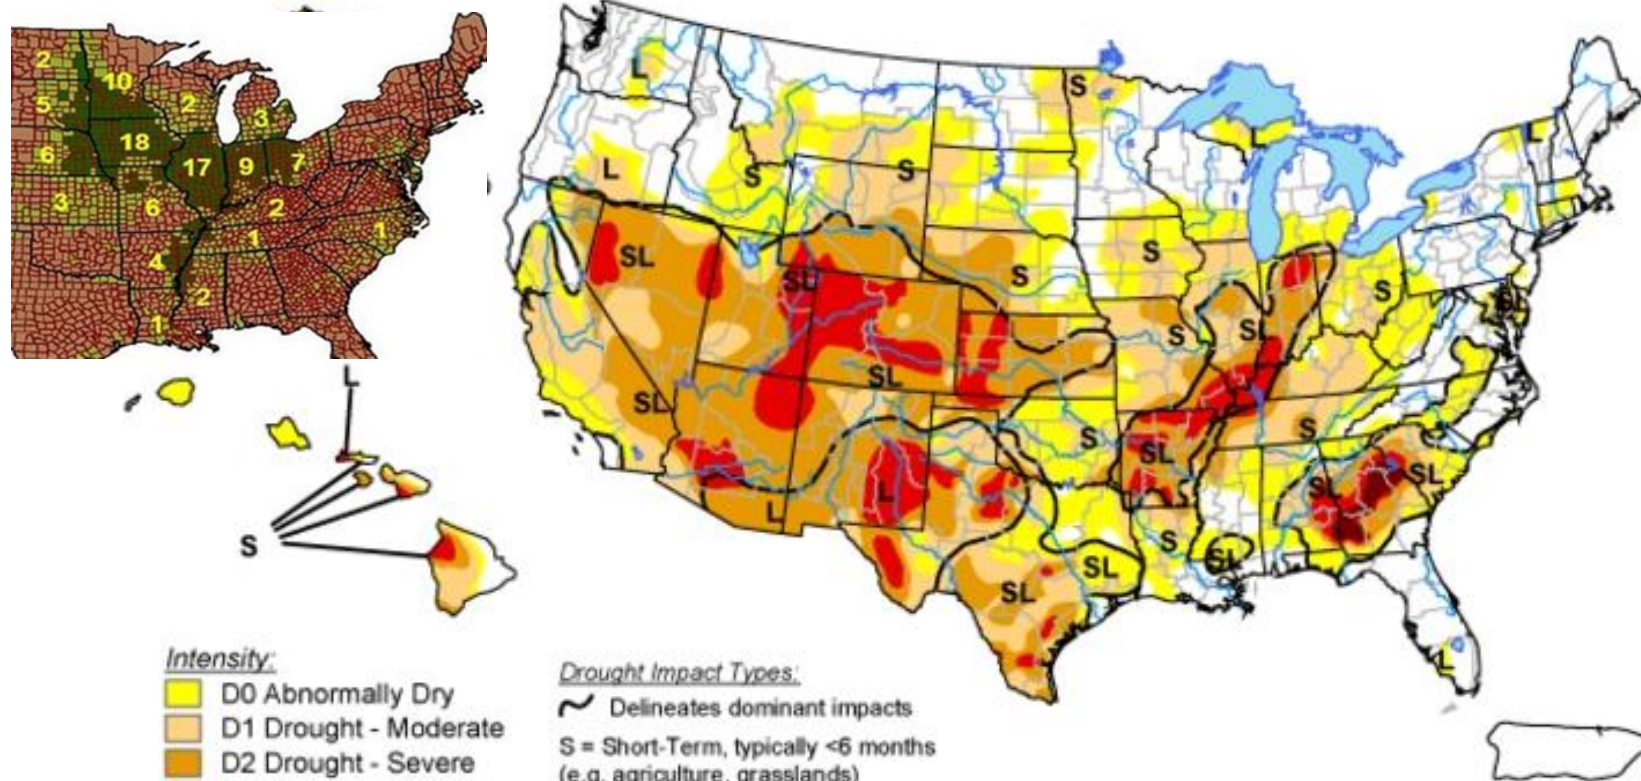 2
10
5
2
3
18
6
17
9
7
3
6
2
1
1
4
2
1
L
S
L
L
L
L
S
S
S
SL
SL
S
S
S
SL
SL
SL
SL
S
SL
S
SL
SL
L
L
S
SL
SL
SL
L
S
Intensity:
D0 Abnormally Dry
D1 Drought - Moderate
D2 Drought - Severe
Drought Impact Types:
Delineates dominant impacts
S = Short-Term, typically <6 months
(e.g. agriculture, grasslands)